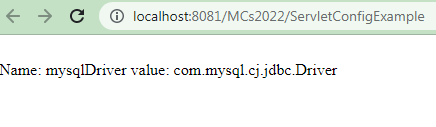 localhost:8081/MCs2022/ServletConfigExample
Name: mysqlDriver value: com.mysql.cj.jdbc.Driver